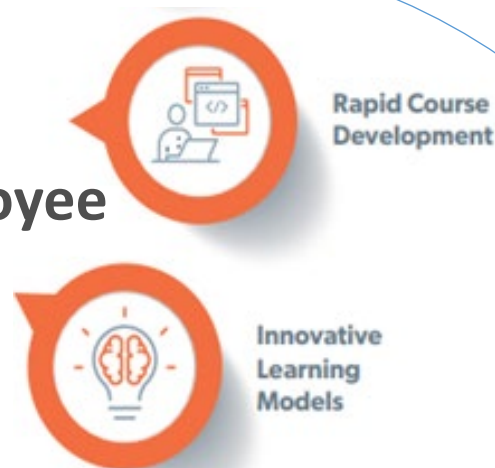 Rapid Course
Development
oyee
Innovative
Learning
Models